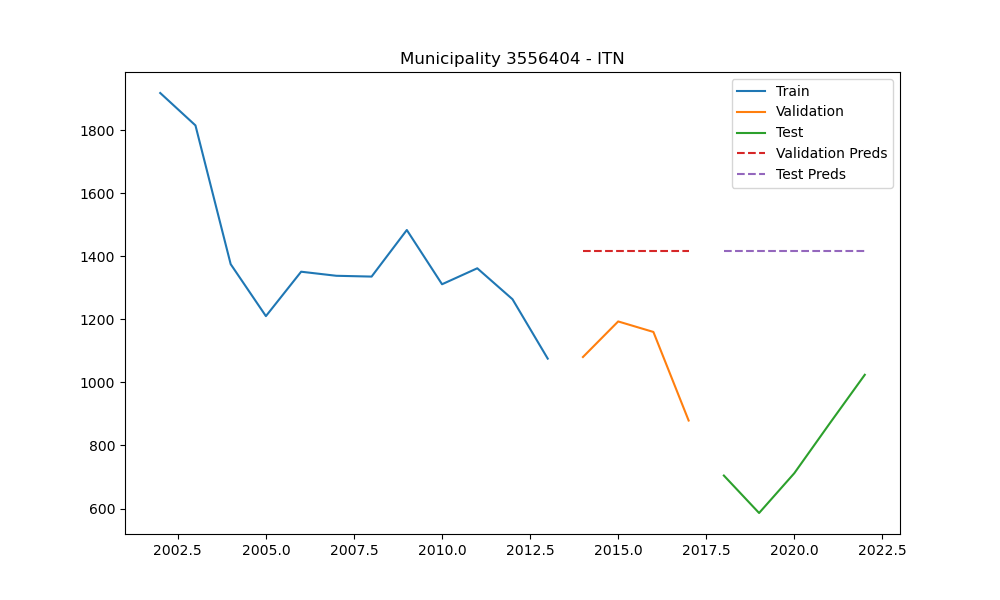 Municipality 3556404 - ITN
Train
Validation
Test
Validation Preds
Test Preds
1800
1600
1400
1200
1000
800
600
2002.5 2005.0 2007.5 2010.0 2012.5 2015.0 2017.5 2020.0 2022.5